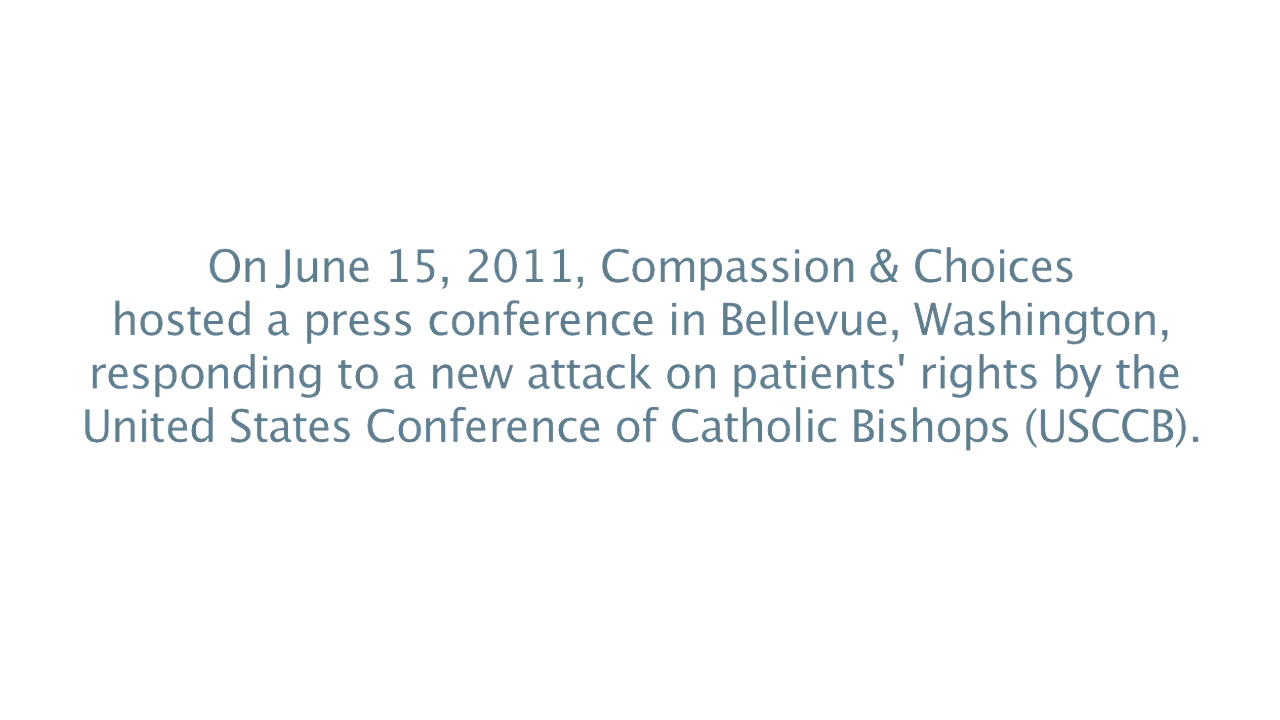 On June 15, 2011, Compassion & Choices
hosted a press conference in Bellevue, Washington,
responding to a new attack on patients' rights by the
United States Conference of Catholic Bishops (USCCB).